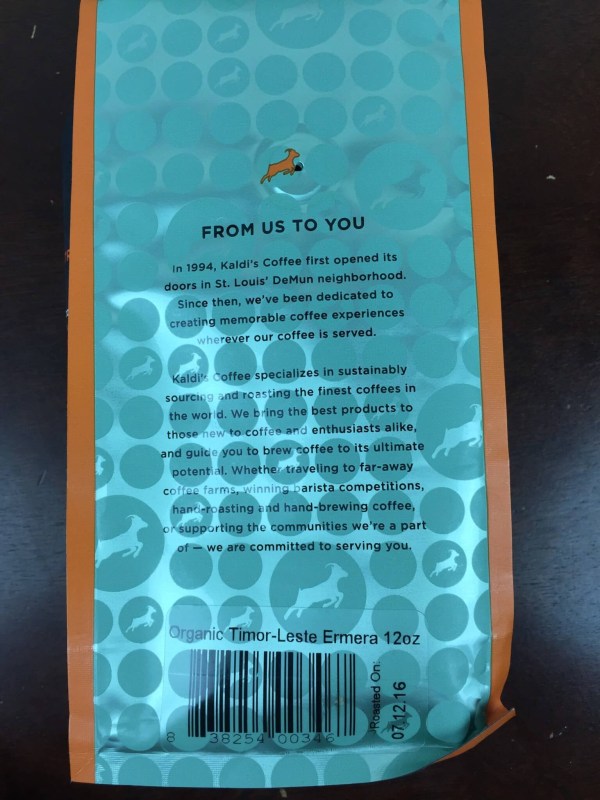 FROM US TO YOU
In 1994, Kaldi's Coffee first opened its
doors in St. Louis' DeMun neighborhood.
Since then, we've been dedicated to
creating memorable coffee experiences
wherever our coffee is served.
Kaldi's Coffee specializes in sustainably
sourcing and roasting the finest coffees in
the world. We bring the best products to
those new to coffee and enthusiasts alike,
and guide you to brew coffee to its ultimate
potential. Whether traveling to far-away
coffee farms, winning barista competitions,
hand-roasting and hand-brewing coffee,
or supporting the communities we're a part
of — we are committed to serving you.
Organic Timor-Leste Ermera 12oz
8 38254 00346
Roasted On:
07.12.16